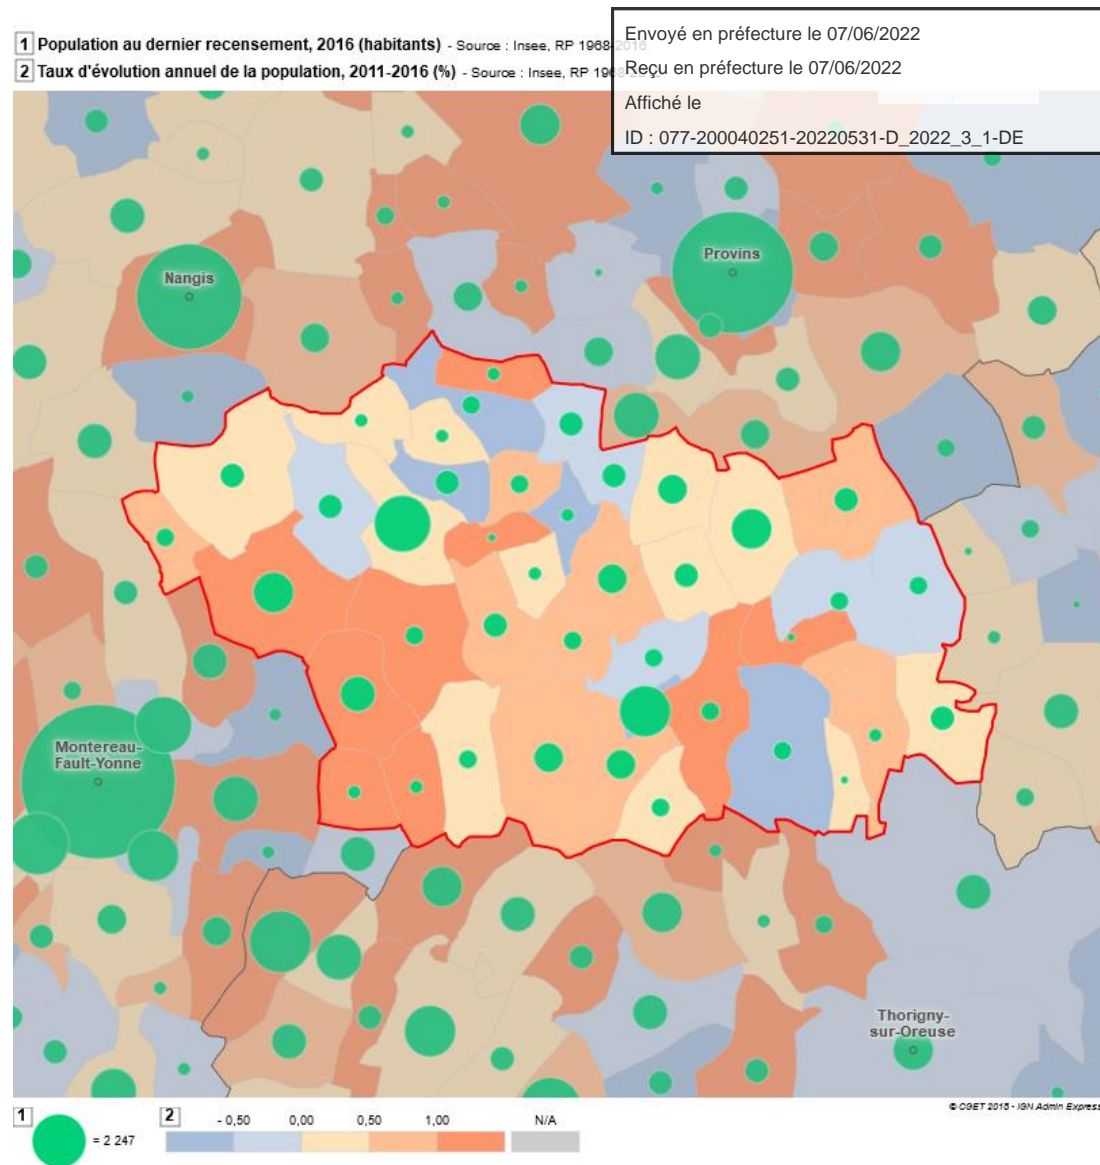 1 Population au dernier recensement, 2016 (habitants) - Source : Insee, RP 1968-2016
2 Taux d'évolution annuel de la population, 2011-2016 (%) - Source : Insee, RP
Envoyé en préfecture le 07/06/2022
Reçu en préfecture le 07/06/2022
Affiché le
ID : 077-200040251-20220531-D_2022_3_1-DE
Provins
Nangis
Montereau-
Fault-Yonne
Thorigny-
sur-Oreuse
© CGET 2015 - IGN Admin Express
1
= 2 247
2
- 0,50 0,00 0,50 1,00 N/A